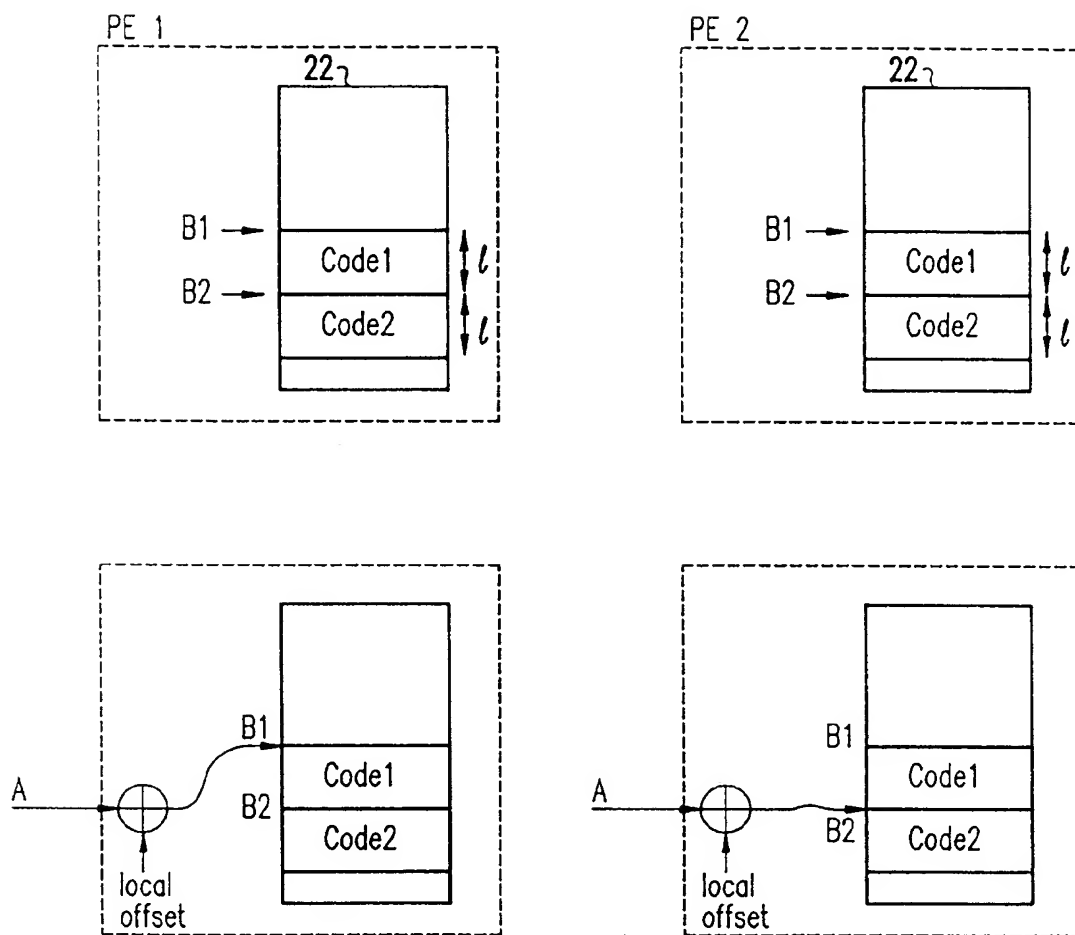 PE 1
22
B1
Code1
l
B2
Code2
l
PE 2
22
B1
Code1
l
B2
Code2
l
A
B1
Code1
B2
Code2
local
offset
A
B1
Code1
B2
Code2
local
offset